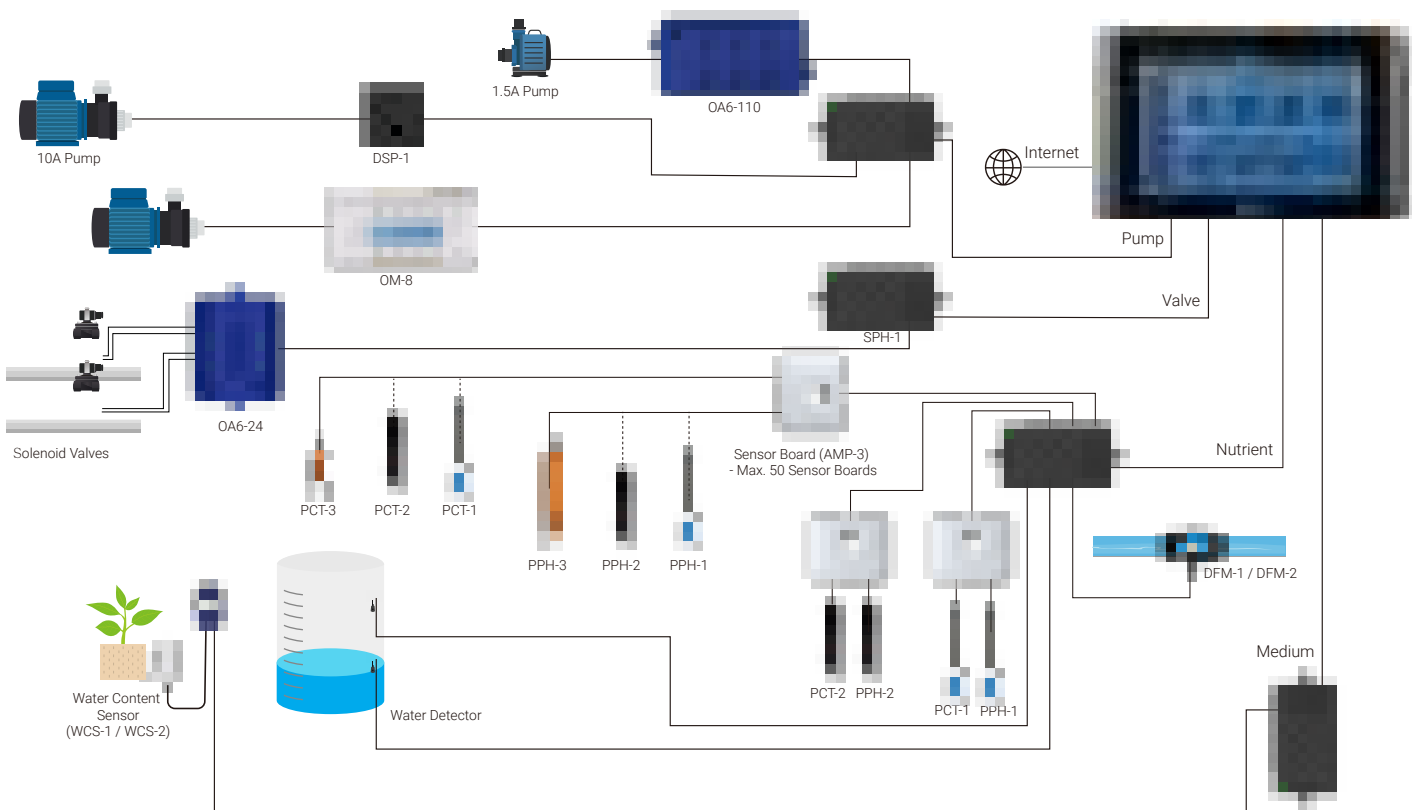 1.5A Pump
OA6-110
10A Pump
DSP-1
Internet
Pump
OM-8
Valve
SPH-1
OA6-24
Solenoid Valves
Sensor Board (AMP-3)
- Max. 50 Sensor Boards
Nutrient
PCT-3
PCT-2
PCT-1
PPH-3
PPH-2
PPH-1
DFM-1 / DFM-2
Medium
PCT-2
PPH-2
PCT-1
PPH-1
Water Content
Sensor
(WCS-1 / WCS-2)
Water Detector